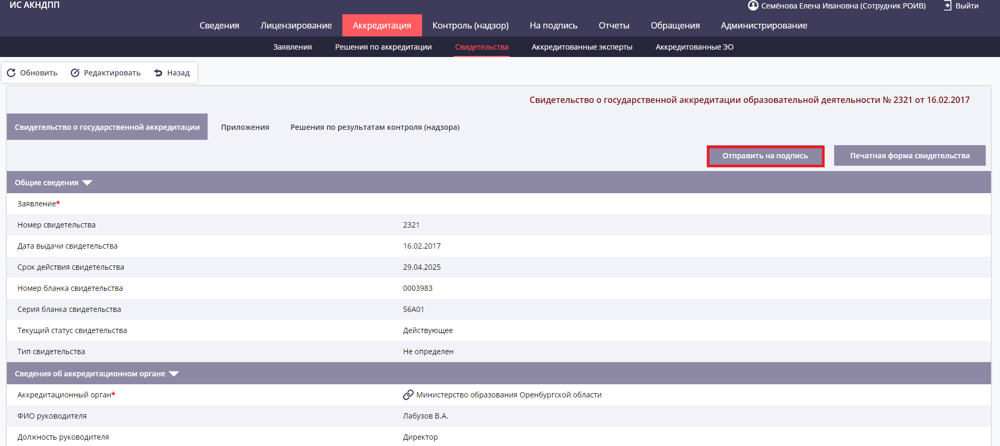 ИС АКНДПП
Семёнова Елена Ивановна (Сотрудник РОИВ) Выйти
Сведения Лицензирование Аккредитация Контроль (надзор) На подпись Отчеты Обращения Администрирование
Заявления Решения по аккредитации Свидетельства Аккредитованные эксперты Аккредитованные ЭО
Обновить Редактировать Назад
Свидетельство о государственной аккредитации образовательной деятельности № 2321 от 16.02.2017
Свидетельство о государственной аккредитации Приложения Решения по результатам контроля (надзора)
Отправить на подпись Печатная форма свидетельства
Общие сведения
Заявление*
Номер свидетельства 2321
Дата выдачи свидетельства 16.02.2017
Срок действия свидетельства 29.04.2025
Номер бланка свидетельства 0003983
Серия бланка свидетельства 56А01
Текущий статус свидетельства Действующее
Тип свидетельства Не определен
Сведения об аккредитационном органе
Аккредитационный орган* Министерство образования Оренбургской области
ФИО руководителя Лабузов В.А.
Должность руководителя Директор